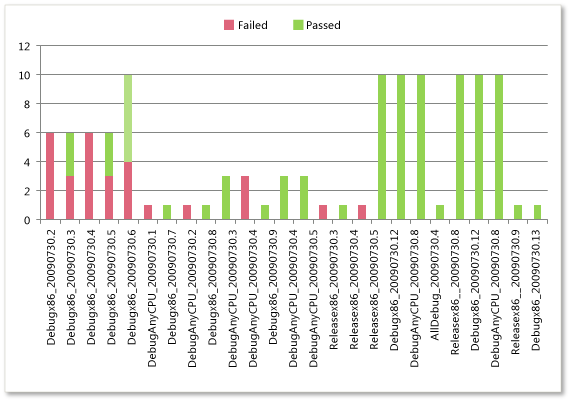 Failed
Passed
12
10
8
6
4
2
0
Debugx86_20090730.2
Debugx86_20090730.3
Debugx86_20090730.4
Debugx86_20090730.5
Debugx86_20090730.6
DebugAnyCPU_20090730.1
Debugx86_20090730.7
DebugAnyCPU_20090730.2
Debugx86_20090730.8
DebugAnyCPU_20090730.3
DebugAnyCPU_20090730.4
Debugx86_20090730.9
DebugAnyCPU_20090730.4
DebugAnyCPU_20090730.5
Releasex86_20090730.3
Releasex86_20090730.4
Releasex86_20090730.5
Debugx86_20090730.12
DebugAnyCPU_20090730.8
AllDebug_20090730.4
Releasex86_20090730.8
Debugx86_20090730.12
DebugAnyCPU_20090730.8
Releasex86__20090730.9
Debugx86_20090730.13